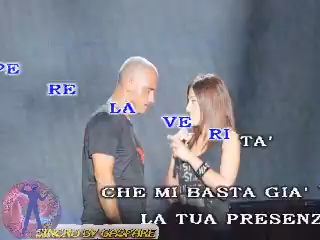 PE RE LA VE RI TA'
CHE MI BASTA GIA'
LA TUA PRESENZ
SINCRO BY GASPARE